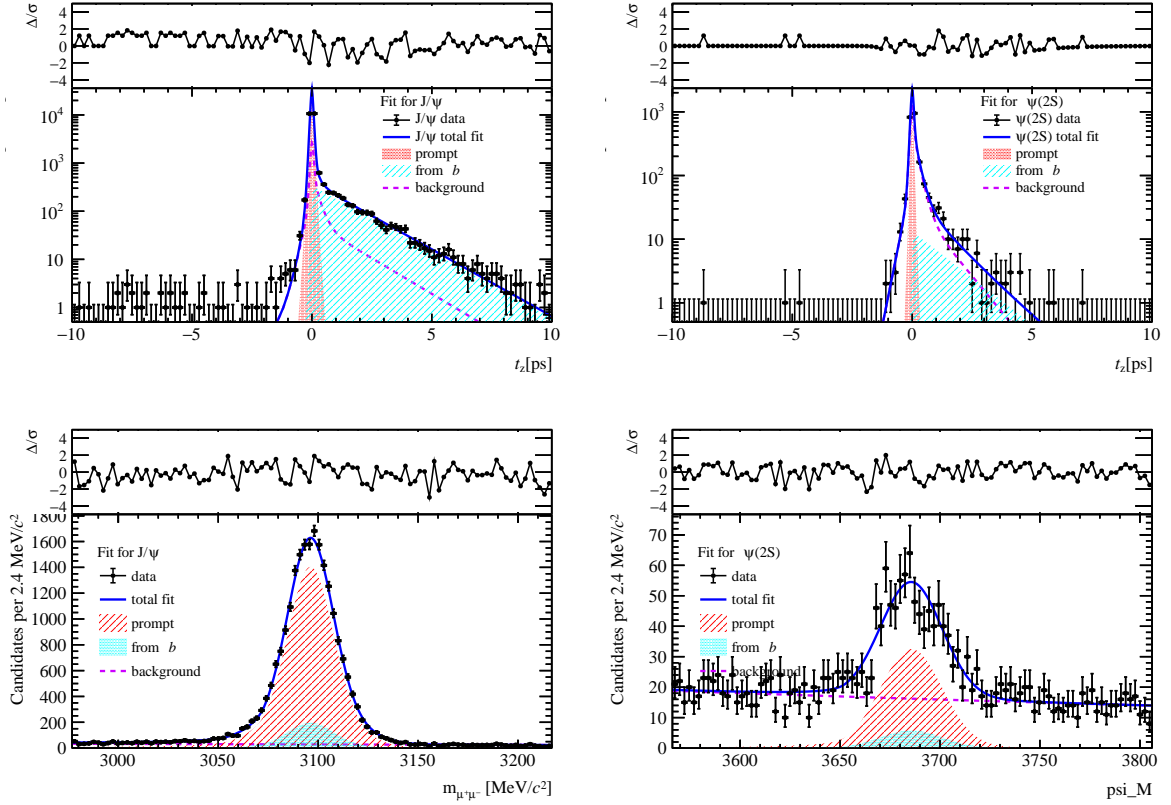 Δ/σ
4
2
0
−2
−4
Fit for J/ψ
J/ψ data
J/ψ total fit
prompt
from b
background
10⁴
10³
10²
10
1
−10 −5 0 5 10
t_z[ps]
Δ/σ
4
2
0
−2
−4
Fit for ψ(2S)
ψ(2S) data
ψ(2S) total fit
prompt
from b
background
10³
10²
10
1
−10 −5 0 5 10
t_z[ps]
Δ/σ
4
2
0
−2
−4
Candidates per 2.4 MeV/c²
1800
1600
1400
1200
1000
800
600
400
200
0
Fit for J/ψ
data
total fit
prompt
from b
background
3000 3050 3100 3150 3200
m_μ⁺μ⁻ [MeV/c²]
Δ/σ
4
2
0
−2
−4
Candidates per 2.4 MeV/c²
70
60
50
40
30
20
10
0
Fit for ψ(2S)
data
total fit
prompt
from b
background
3600 3650 3700 3750 3800
psi_M